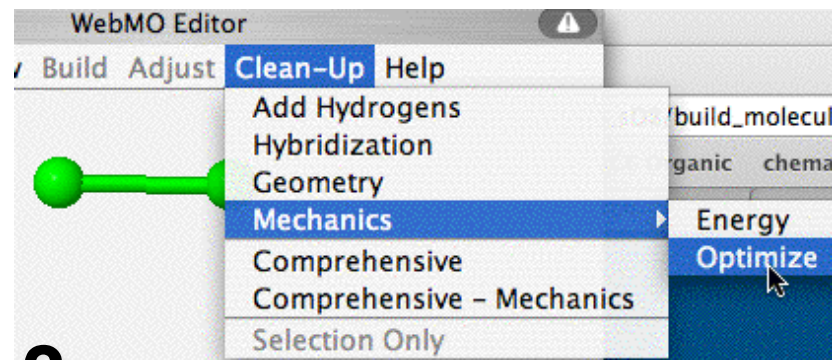 WebMO Editor
Build Adjust Clean-Up Help
Add Hydrogens
Hybridization
/build_molecul
Geometry
rganic chema
Mechanics
Energy
Optimize
Comprehensive
Comprehensive - Mechanics
Selection Only